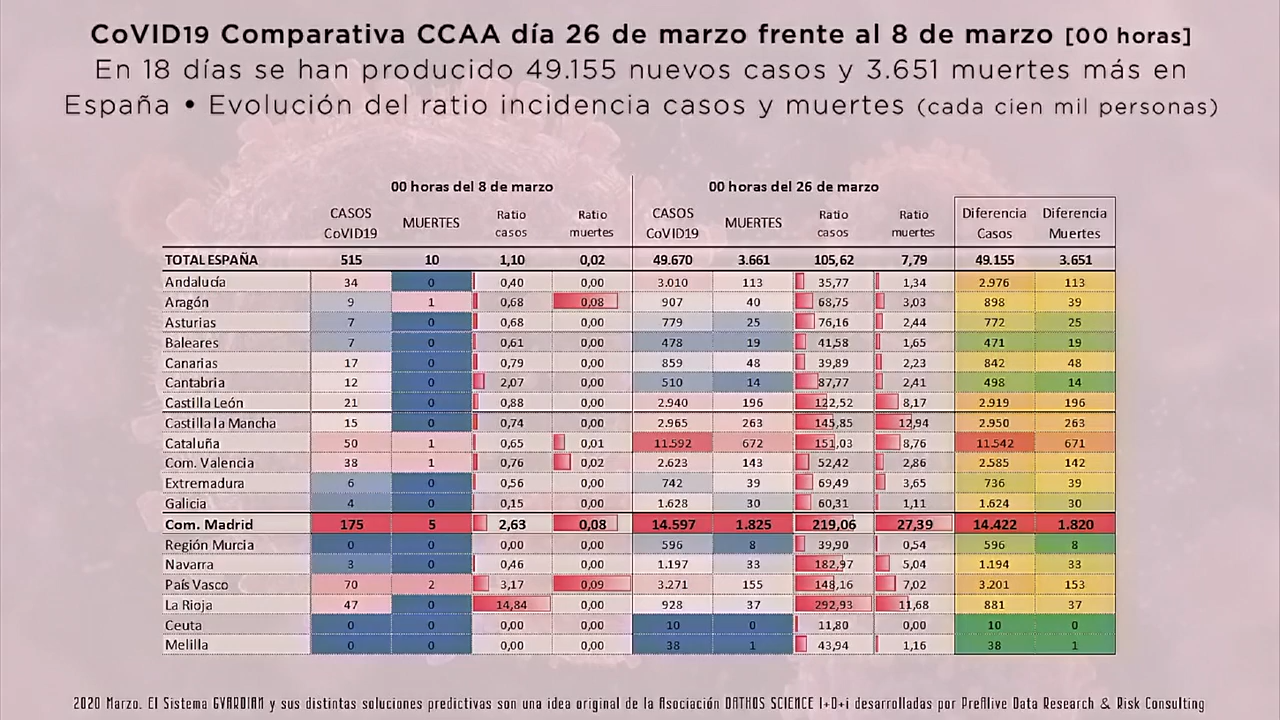 CoVID19 Comparativa CCAA día 26 de marzo frente al 8 de marzo [00 horas]
En 18 días se han producido 49.155 nuevos casos y 3.651 muertes más en
España • Evolución del ratio incidencia casos y muertes (cada cien mil personas)
00 horas del 8 de marzo 00 horas del 26 de marzo
CASOS CoVID19 MUERTES Ratio casos Ratio muertes CASOS CoVID19 MUERTES Ratio casos Ratio muertes Diferencia Casos Diferencia Muertes
TOTAL ESPAÑA 515 10 1,10 0,02 49.670 3.661 105,62 7,79 49.155 3.651
Andalucía 34 0 0,40 0,00 3.010 113 35,77 1,34 2.976 113
Aragón 9 1 0,68 0,08 907 40 68,75 3,03 898 39
Asturias 7 0 0,68 0,00 779 25 76,16 2,44 772 25
Baleares 7 0 0,61 0,00 478 19 41,58 1,65 471 19
Canarias 17 0 0,79 0,00 859 48 39,89 2,23 842 48
Cantabria 12 0 2,07 0,00 510 14 87,77 2,41 498 14
Castilla León 21 0 0,88 0,00 2.940 196 122,52 8,17 2.919 196
Castilla la Mancha 15 0 0,74 0,00 2.965 263 145,85 12,94 2.950 263
Cataluña 50 1 0,65 0,01 11.592 672 151,03 8,76 11.542 671
Com. Valencia 38 1 0,76 0,02 2.623 143 52,42 2,86 2.585 142
Extremadura 6 0 0,56 0,00 742 39 69,49 3,65 736 39
Galicia 4 0 0,15 0,00 1.628 30 60,31 1,11 1.624 30
Com. Madrid 175 5 2,63 0,08 14.597 1.825 219,06 27,39 14.422 1.820
Región Murcia 0 0 0,00 0,00 596 8 39,90 0,54 596 8
Navarra 3 0 0,46 0,00 1.197 33 182,97 5,04 1.194 33
País Vasco 70 2 3,17 0,09 3.271 155 148,16 7,02 3.201 153
La Rioja 47 0 14,84 0,00 928 37 292,93 11,68 881 37
Ceuta 0 0 0,00 0,00 10 0 11,80 0,00 10 0
Melilla 0 0 0,00 0,00 38 1 43,94 1,16 38 1
2020 Marzo. El Sistema GVARDIAM y sus distintas soluciones predictivas son una idea original de la Asociación DATHOS SCIENCE I+D+i desarrolladas por PreAlive Data Research & Risk Consulting